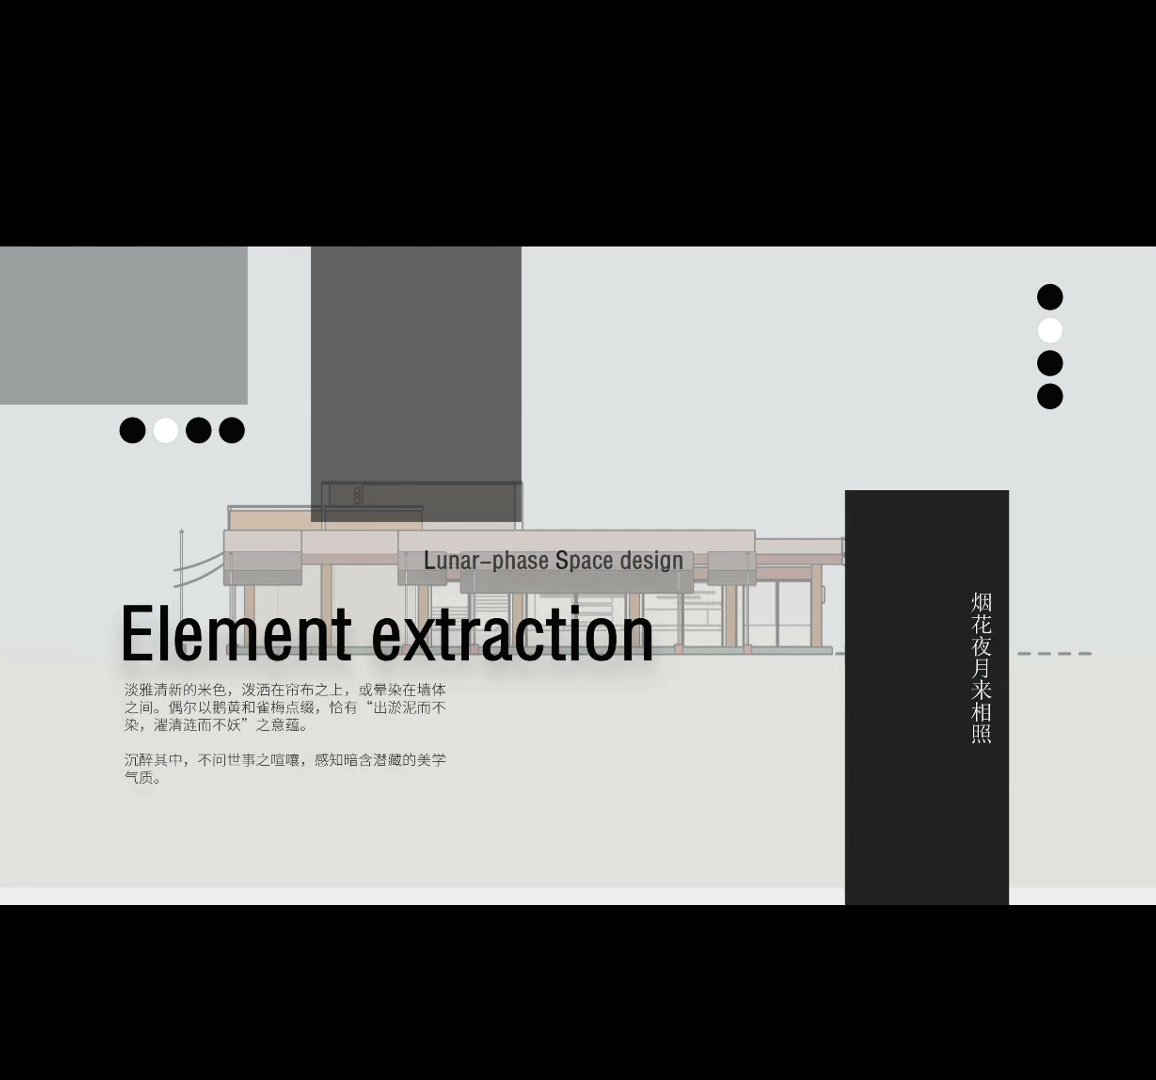 Lunar-phase Space design
Element extraction
淡雅清新的米色，泼洒在帘布之上，或晕染在墙体
之间。偶尔以鹅黄和雀梅点缀，恰有“出淤泥而不
染，濯清涟而不妖”之意蕴。
沉醉其中，不问世事之喧嚷，感知暗含潜藏的美学
气质。
烟花夜月来相照